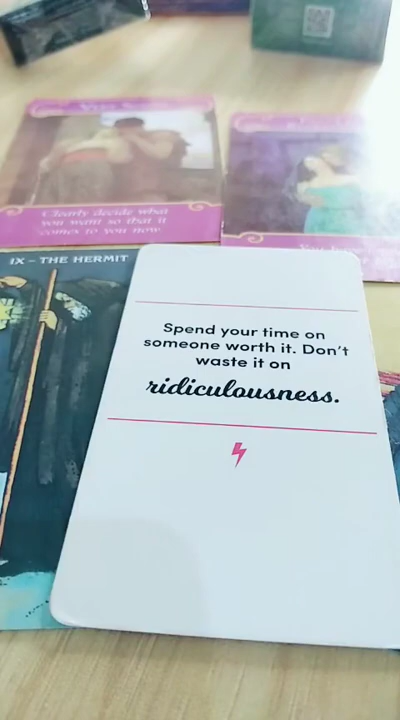 Clearly decide what
you want so that it
comes to you now
IX - THE HERMIT
Spend your time on
someone worth it. Don't
waste it on
ridiculousness.